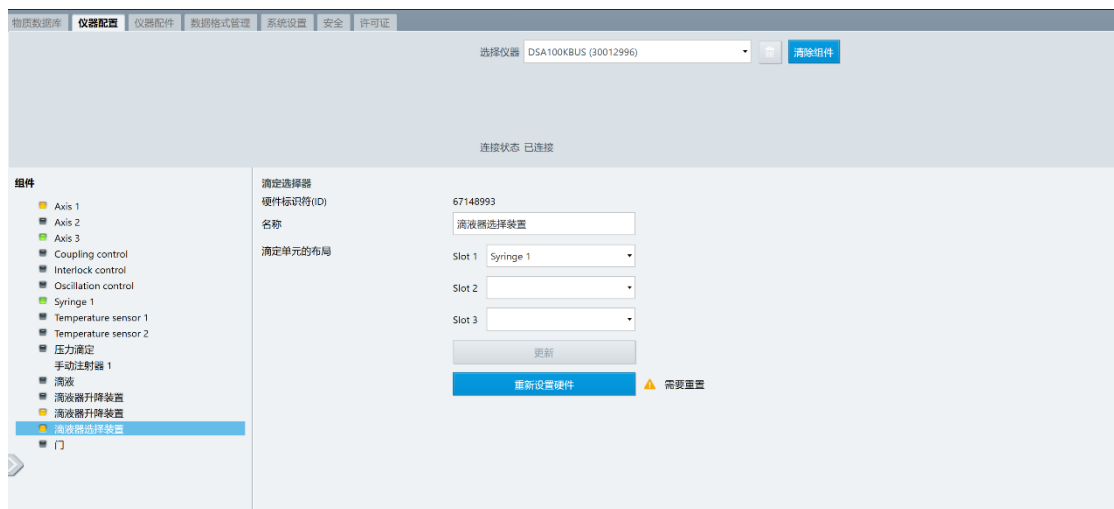 物质数据库 仪器配置 仪器配件 数据格式管理 系统设置 安全 许可证
选择仪器 DSA100KBUS (30012996) 清除组件
连接状态 已连接
组件
Axis 1
Axis 2
Axis 3
Coupling control
Interlock control
Oscillation control
Syringe 1
Temperature sensor 1
Temperature sensor 2
压力滴定
手动注射器 1
滴液
滴液器升降装置
滴液器升降装置
滴液器选择装置
门
滴定选择器
硬件标识符(ID) 67148993
名称 滴液器选择装置
滴定单元的布局 Slot 1 Syringe 1
Slot 2
Slot 3
更新
重新设置硬件 需要重置